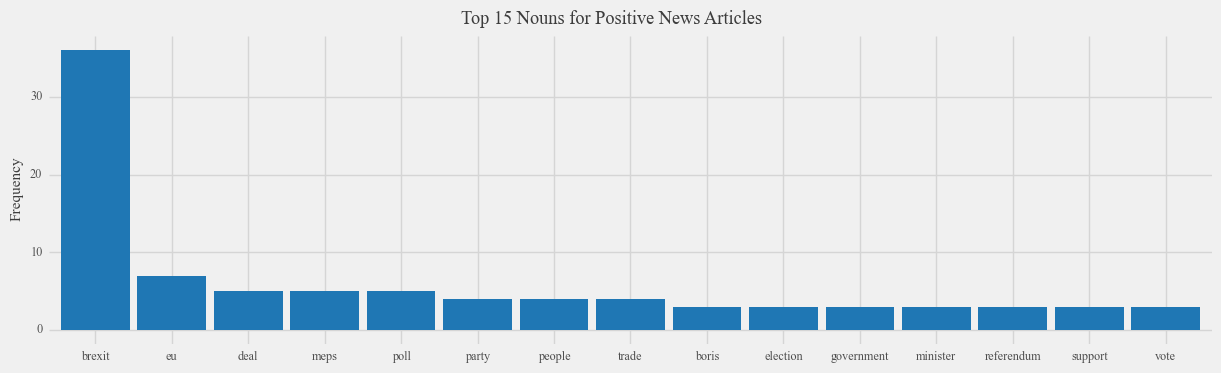 Top 15 Nouns for Positive News Articles
Frequency
30
20
10
0
brexit eu deal meps poll party people trade boris election government minister referendum support vote